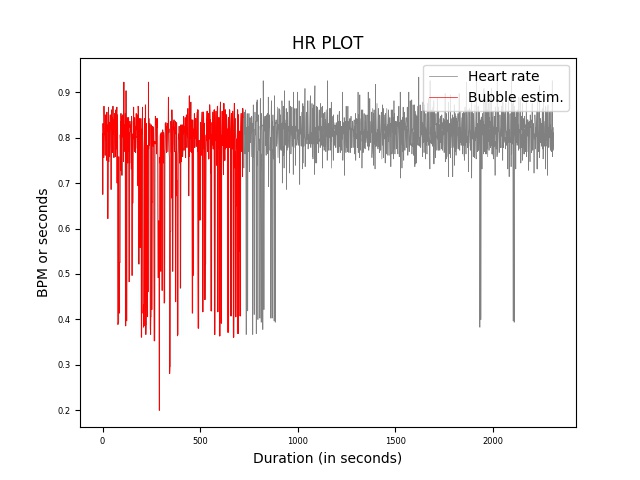 HR PLOT
Heart rate
Bubble estim.
BPM or seconds
0.9
0.8
0.7
0.6
0.5
0.4
0.3
0.2
0
500
1000
1500
2000
Duration (in seconds)